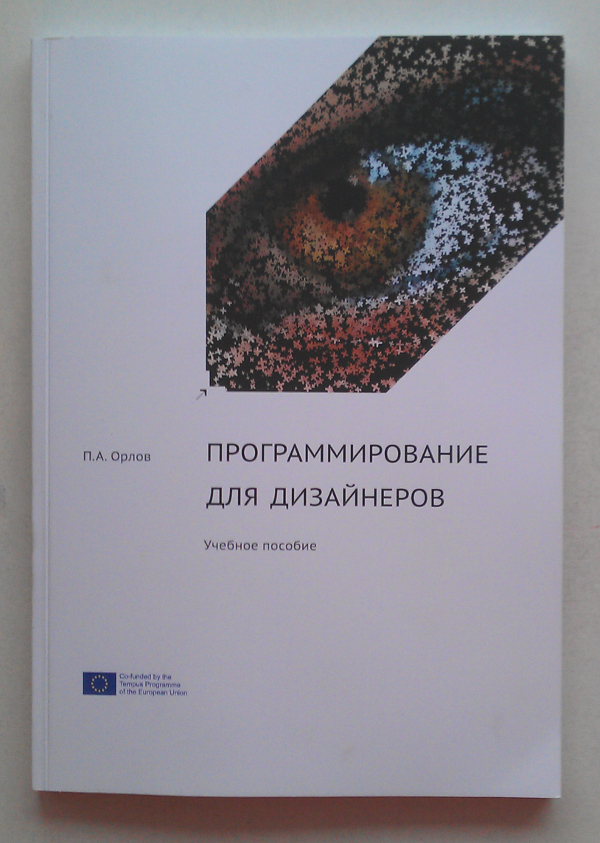 П.А. Орлов
ПРОГРАММИРОВАНИЕ
ДЛЯ ДИЗАЙНЕРОВ
Учебное пособие
Co-funded by the
Tempus Programme
of the European Union